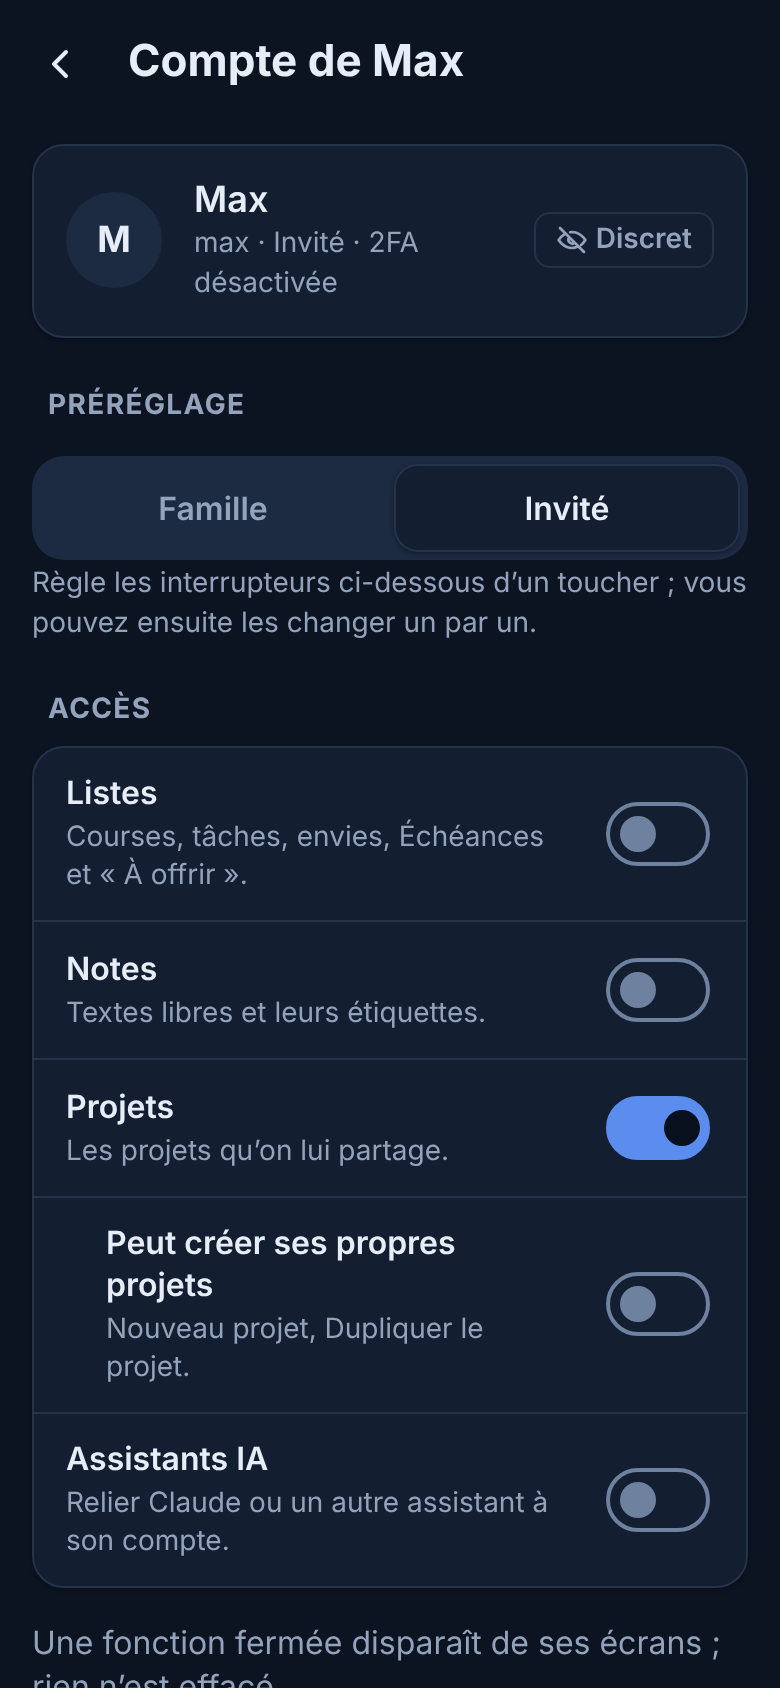 Compte de Max
M
Max
max · Invité · 2FA
désactivée
Discret
PRÉRÉGLAGE
Famille
Invité
Règle les interrupteurs ci-dessous d’un toucher ; vous
pouvez ensuite les changer un par un.
ACCÈS
Listes
Courses, tâches, envies, Échéances
et « À offrir ».
Notes
Textes libres et leurs étiquettes.
Projets
Les projets qu’on lui partage.
Peut créer ses propres
projets
Nouveau projet, Dupliquer le
projet.
Assistants IA
Relier Claude ou un autre assistant à
son compte.
Une fonction fermée disparaît de ses écrans ;
rien n’est effacé